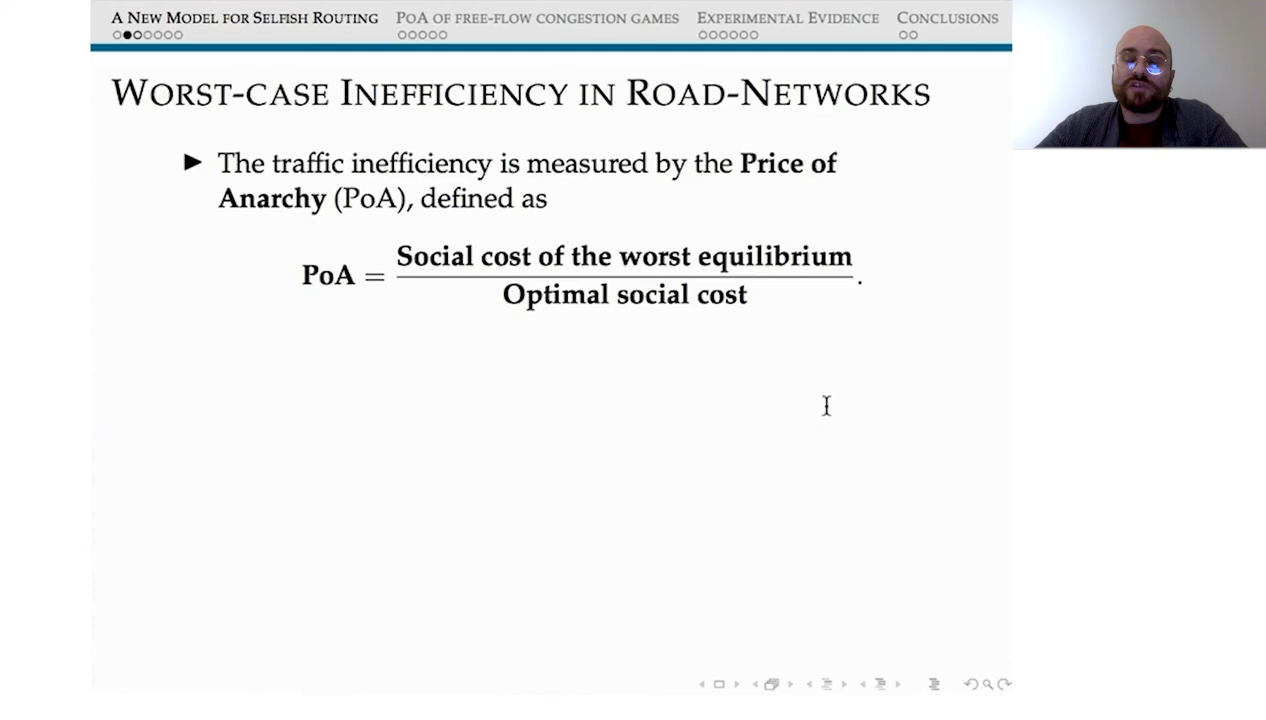 A New Model for Selfish Routing PoA of free-flow congestion games Experimental Evidence Conclusions
Worst-case Inefficiency in Road-Networks
► The traffic inefficiency is measured by the Price of
Anarchy (PoA), defined as
PoA = Social cost of the worst equilibrium
Optimal social cost .